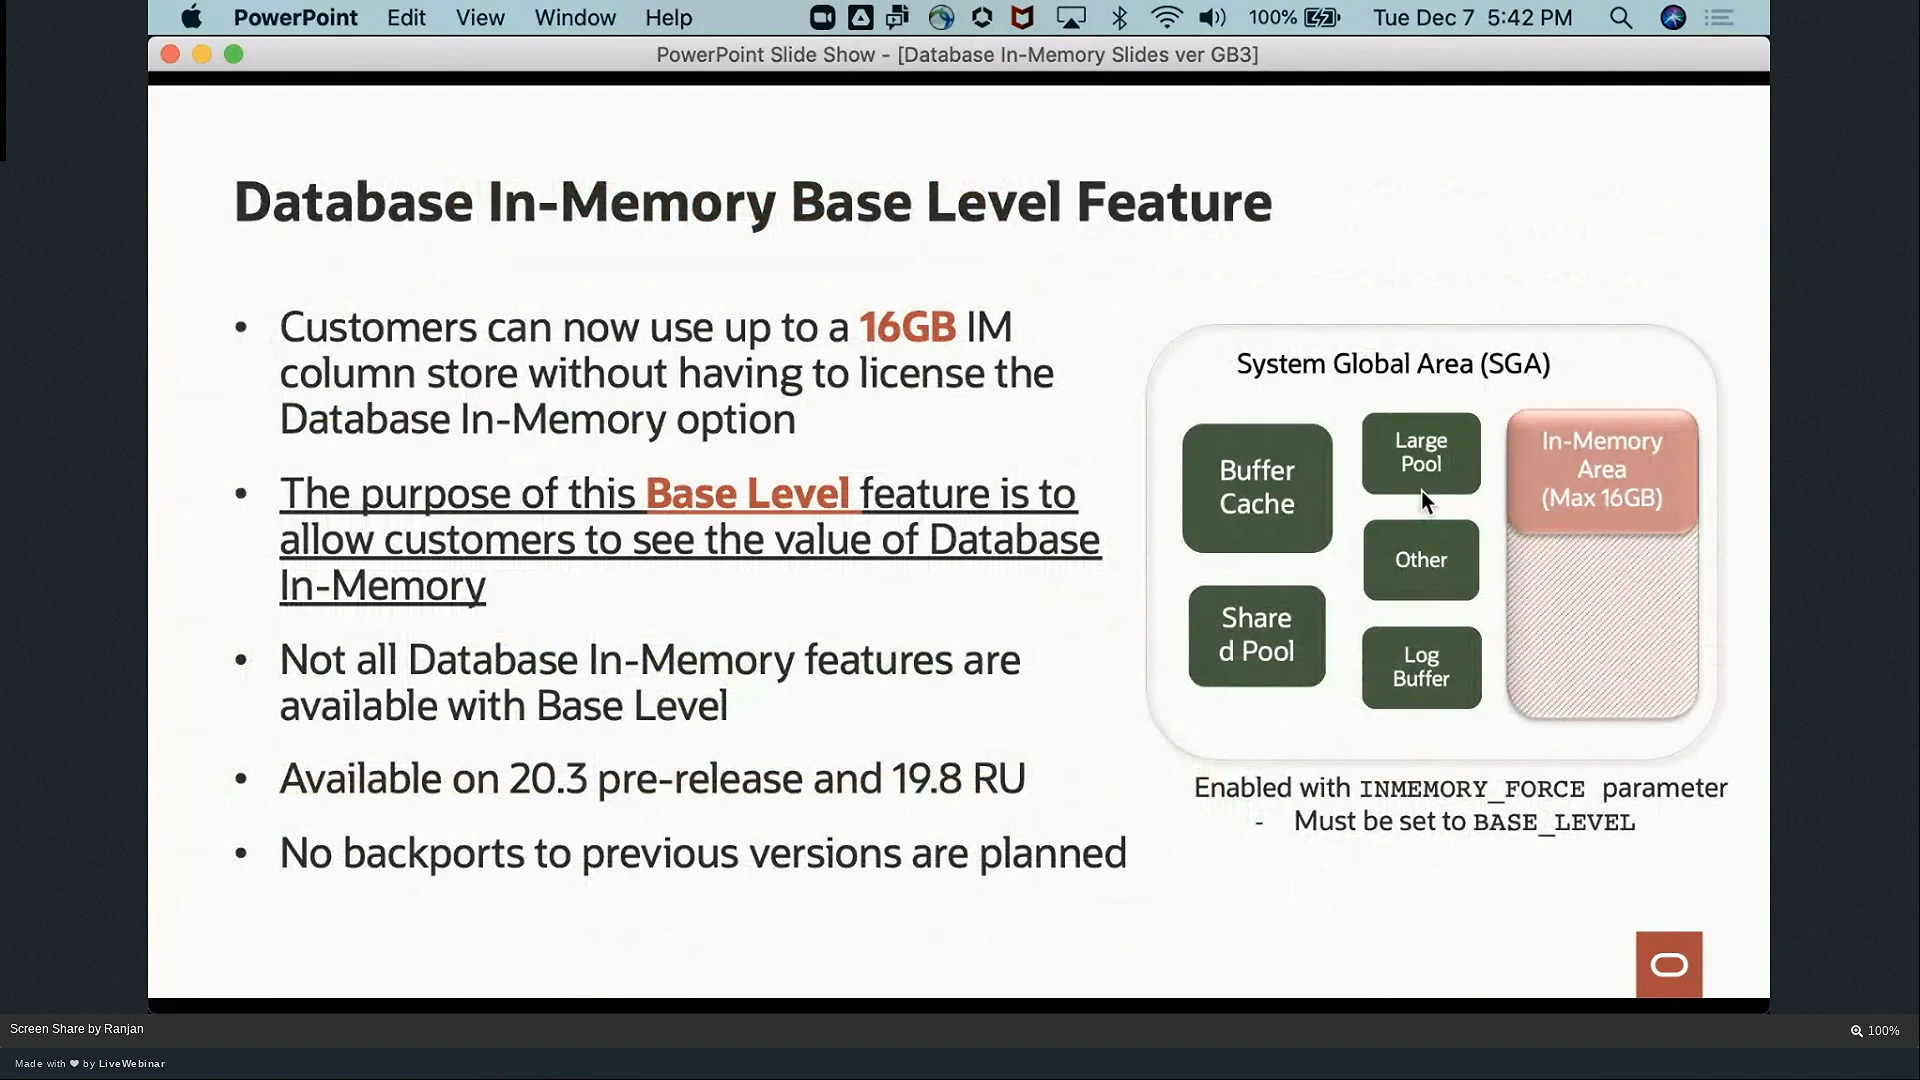 PowerPoint Edit View Window Help 100% Tue Dec 7 5:42 PM
PowerPoint Slide Show - [Database In-Memory Slides ver GB3]
Database In-Memory Base Level Feature
• Customers can now use up to a 16GB IM
column store without having to license the
Database In-Memory option
• The purpose of this Base Level feature is to
allow customers to see the value of Database
In-Memory
• Not all Database In-Memory features are
available with Base Level
• Available on 20.3 pre-release and 19.8 RU
• No backports to previous versions are planned
System Global Area (SGA)
Buffer
Cache
Share
d Pool
Large
Pool
Other
Log
Buffer
In-Memory
Area
(Max 16GB)
Enabled with INMEMORY_FORCE parameter
- Must be set to BASE_LEVEL
Screen Share by Ranjan
100%
Made with ❤ by LiveWebinar